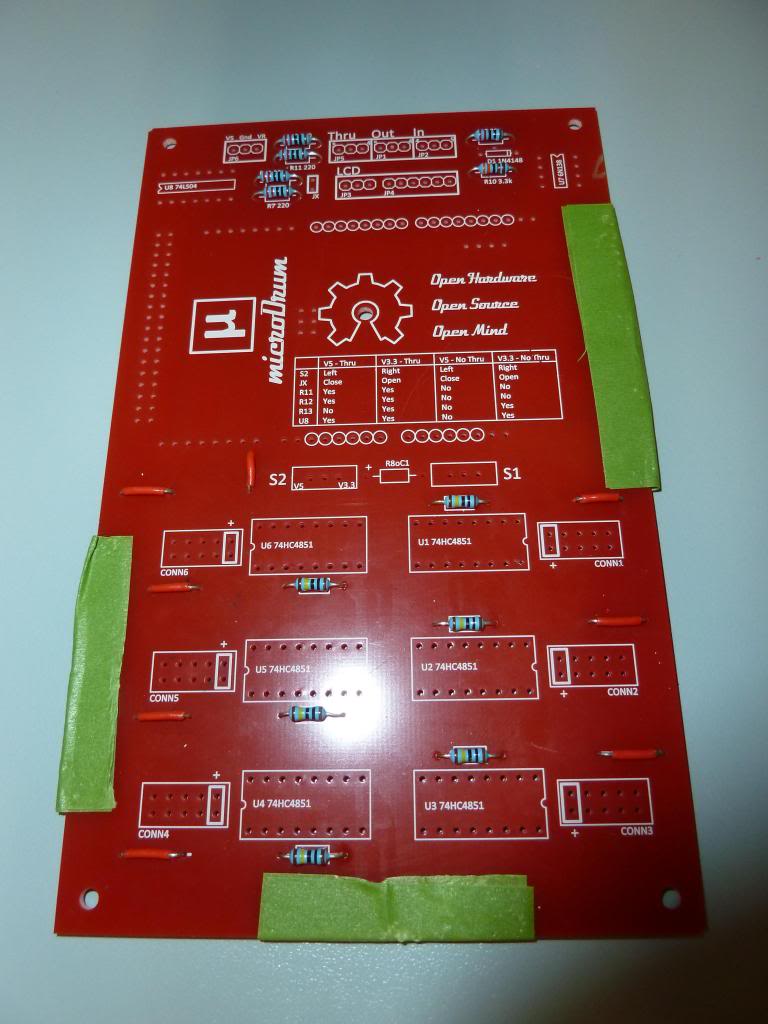 V5 Gnd VR
JP6
R11 220
Thru Out In
JP5 JP1 JP2
D1 1N4148
U7 6N138
U8 74LS04
R7 220
JX
LCD
JP3 JP4
R10 3.3k
µ
microDrum
Open Hardware
Open Source
Open Mind
V5 - Thru V3.3 - Thru V5 - No Thru V3.3 - No Thru
S2 Left Right Left Right
JX Close Open Close Open
R11 Yes Yes No No
R12 Yes Yes No No
R13 No Yes No Yes
U8 Yes Yes No Yes
S2 V5 V3.3 + R8oC1 S1
+ U6 74HC4851 U1 74HC4851 +
CONN6 CONN1
+ U5 74HC4851 U2 74HC4851 +
CONN5 CONN2
+ U4 74HC4851 U3 74HC4851 +
CONN4 CONN3